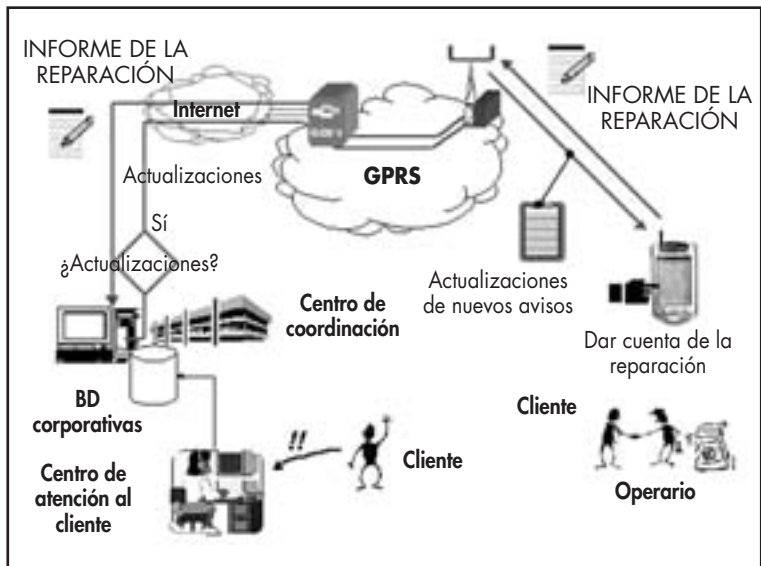 INFORME DE LA
REPARACIÓN
Internet
GPRS
INFORME DE LA
REPARACIÓN
Actualizaciones
Sí
¿Actualizaciones?
Actualizaciones
de nuevos avisos
Centro de
coordinación
Dar cuenta de la
reparación
BD
corporativas
Cliente
!!
Cliente
Centro de
atención al
cliente
Operario